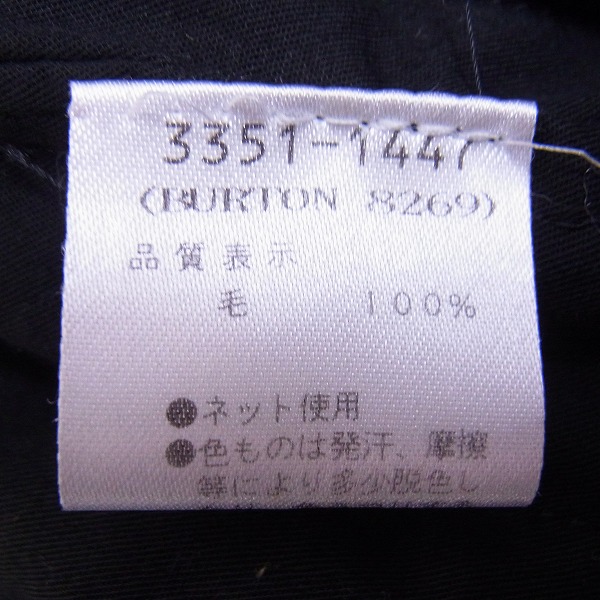 3351-1447
(BURTON 8269)
品質表示
毛 100%
●ネット使用
●色ものは発汗、摩擦
等により多少脱色し